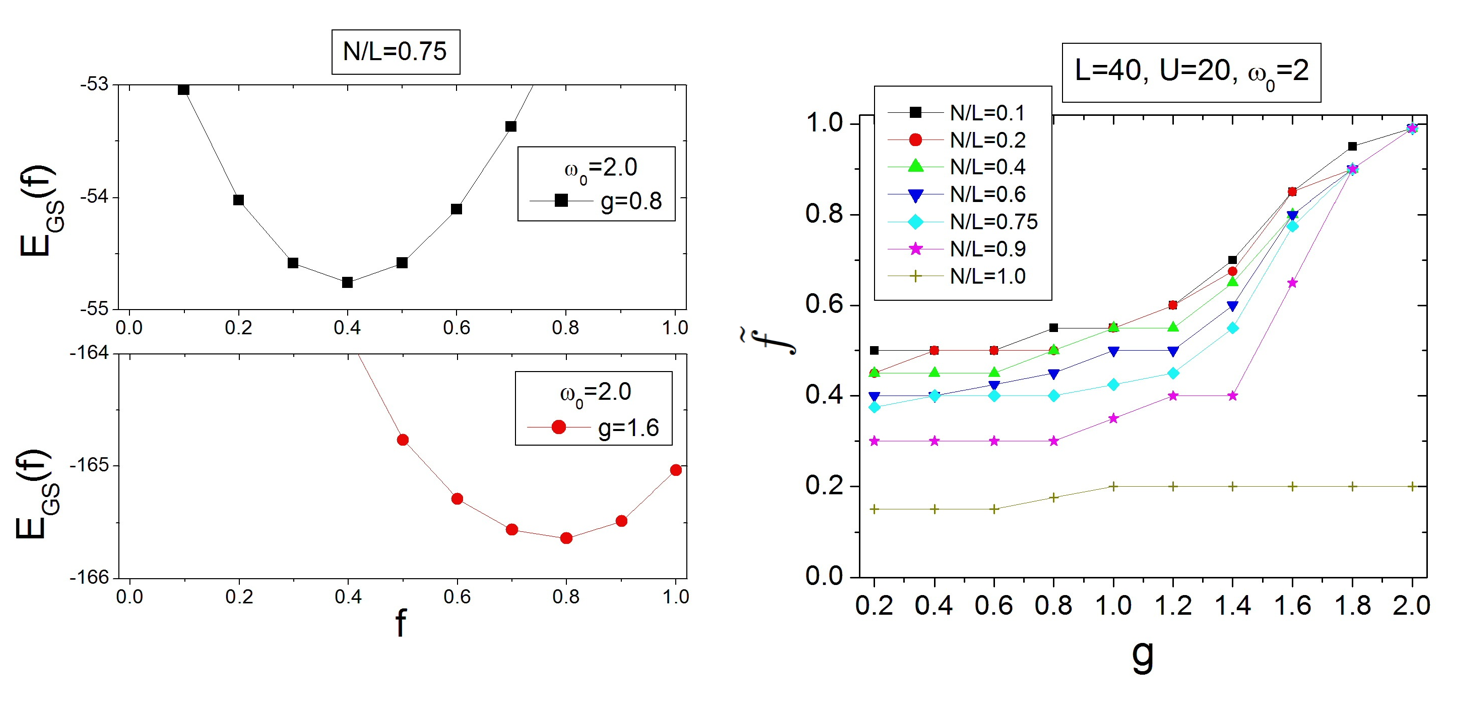 N/L=0.75
-53
-54
-55
E_GS(f)
ω₀=2.0
g=0.8
0.0 0.2 0.4 0.6 0.8 1.0
-164
-165
-166
E_GS(f)
ω₀=2.0
g=1.6
0.0 0.2 0.4 0.6 0.8 1.0
f
L=40, U=20, ω₀=2
N/L=0.1
N/L=0.2
N/L=0.4
N/L=0.6
N/L=0.75
N/L=0.9
N/L=1.0
1.0
0.8
0.6
0.4
0.2
0.0
f̃
0.2 0.4 0.6 0.8 1.0 1.2 1.4 1.6 1.8 2.0
g